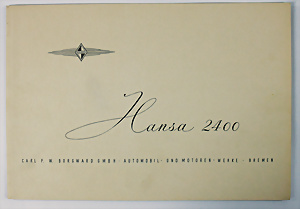 Hansa 2400
CARL F. W. BORGWARD GMBH · AUTOMOBIL- UND MOTOREN-WERKE · BREMEN